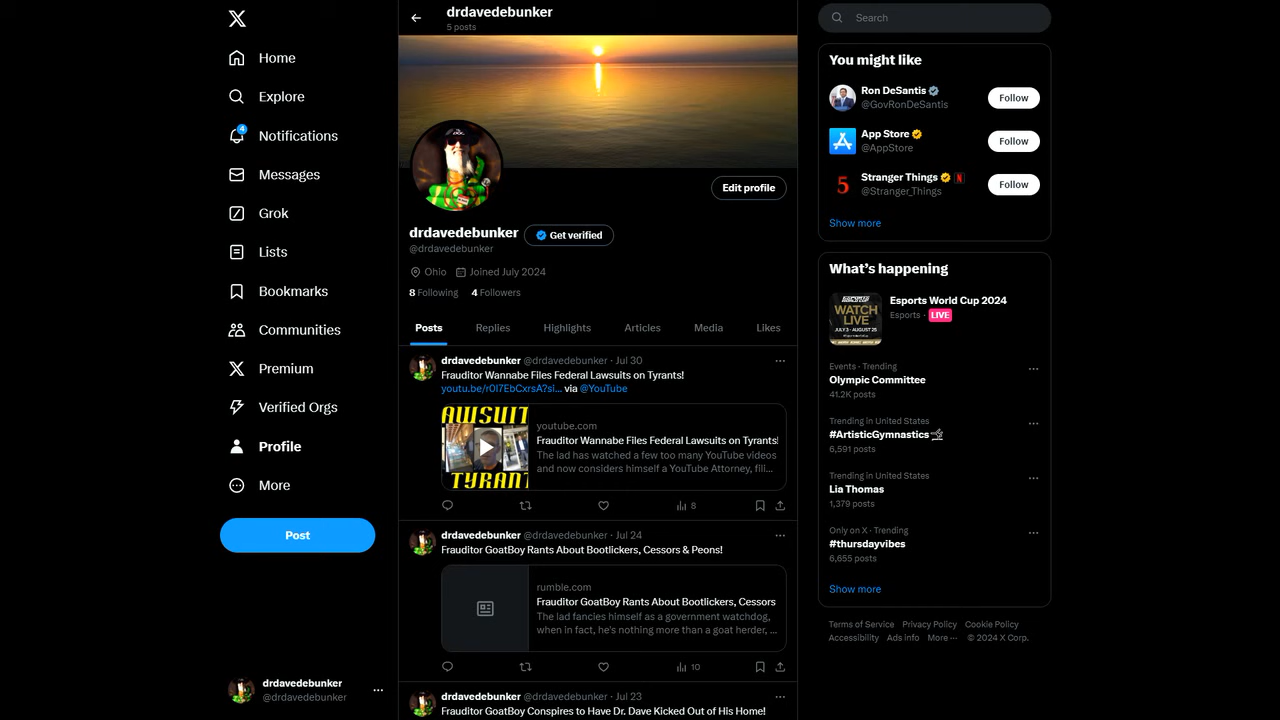 Home
Explore
4
Notifications
Messages
Grok
Lists
Bookmarks
Communities
Premium
Verified Orgs
Profile
More
Post
drdavedebunker
@drdavedebunker
drdavedebunker
5 posts
Edit profile
drdavedebunker
Get verified
@drdavedebunker
Ohio Joined July 2024
8 Following 4 Followers
Posts Replies Highlights Articles Media Likes
drdavedebunker @drdavedebunker · Jul 30
Frauditor Wannabe Files Federal Lawsuits on Tyrants!
youtu.be/r0I7EbCxrsA?si... via @YouTube
AWSUIT
TYRAN
youtube.com
Frauditor Wannabe Files Federal Lawsuits on Tyrants!
The lad has watched a few too many YouTube videos
and now considers himself a YouTube Attorney, fili...
8
drdavedebunker @drdavedebunker · Jul 24
Frauditor GoatBoy Rants About Bootlickers, Cessors & Peons!
rumble.com
Frauditor GoatBoy Rants About Bootlickers, Cessors
The lad fancies himself as a government watchdog,
when in fact, he's nothing more than a goat herder, ...
10
drdavedebunker @drdavedebunker · Jul 23
Frauditor GoatBoy Conspires to Have Dr. Dave Kicked Out of His Home!
Search
You might like
Ron DeSantis
@GovRonDeSantis
Follow
App Store
@AppStore
Follow
5
Stranger Things N
@Stranger_Things
Follow
Show more
What's happening
WATCH
LIVE
JULY 3 - AUGUST 25
Esports World Cup 2024
Esports · LIVE
Events · Trending
Olympic Committee
41.2K posts
Trending in United States
#ArtisticGymnastics
6,591 posts
Trending in United States
Lia Thomas
1,379 posts
Only on X · Trending
#thursdayvibes
6,655 posts
Show more
Terms of Service Privacy Policy Cookie Policy
Accessibility Ads info More ··· © 2024 X Corp.